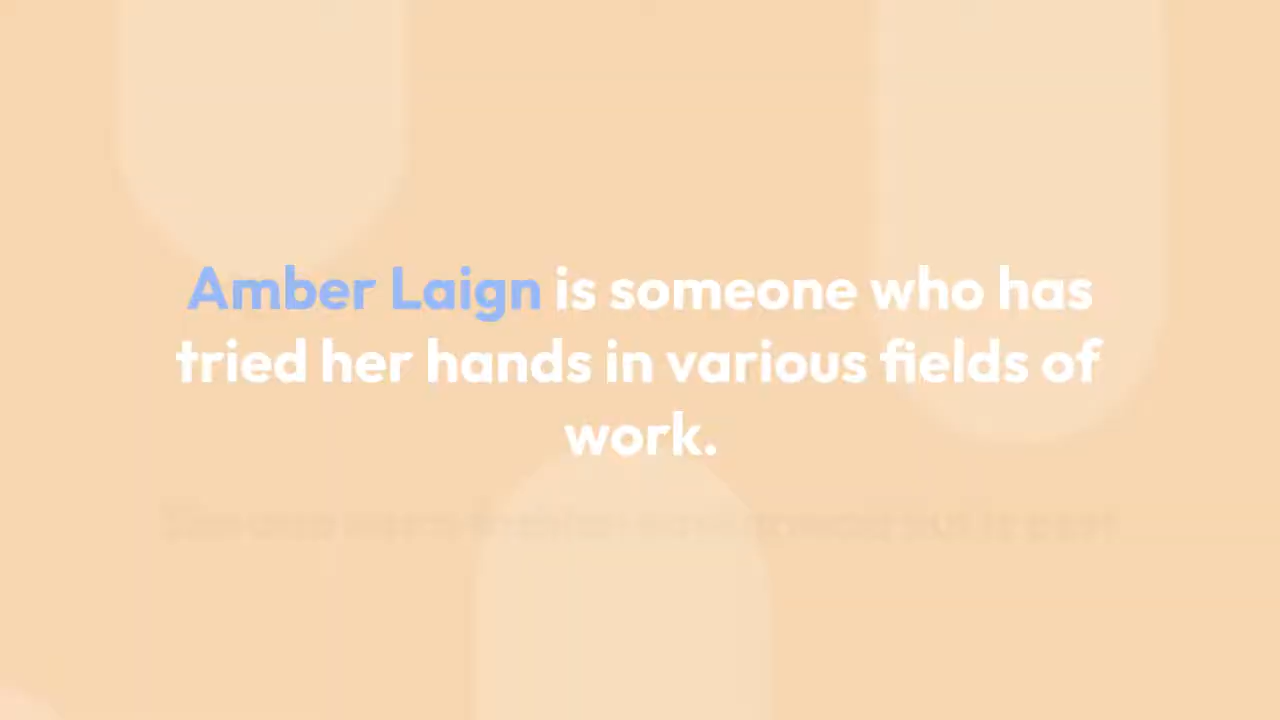 Amber Laign is someone who has
tried her hands in various fields of
work.